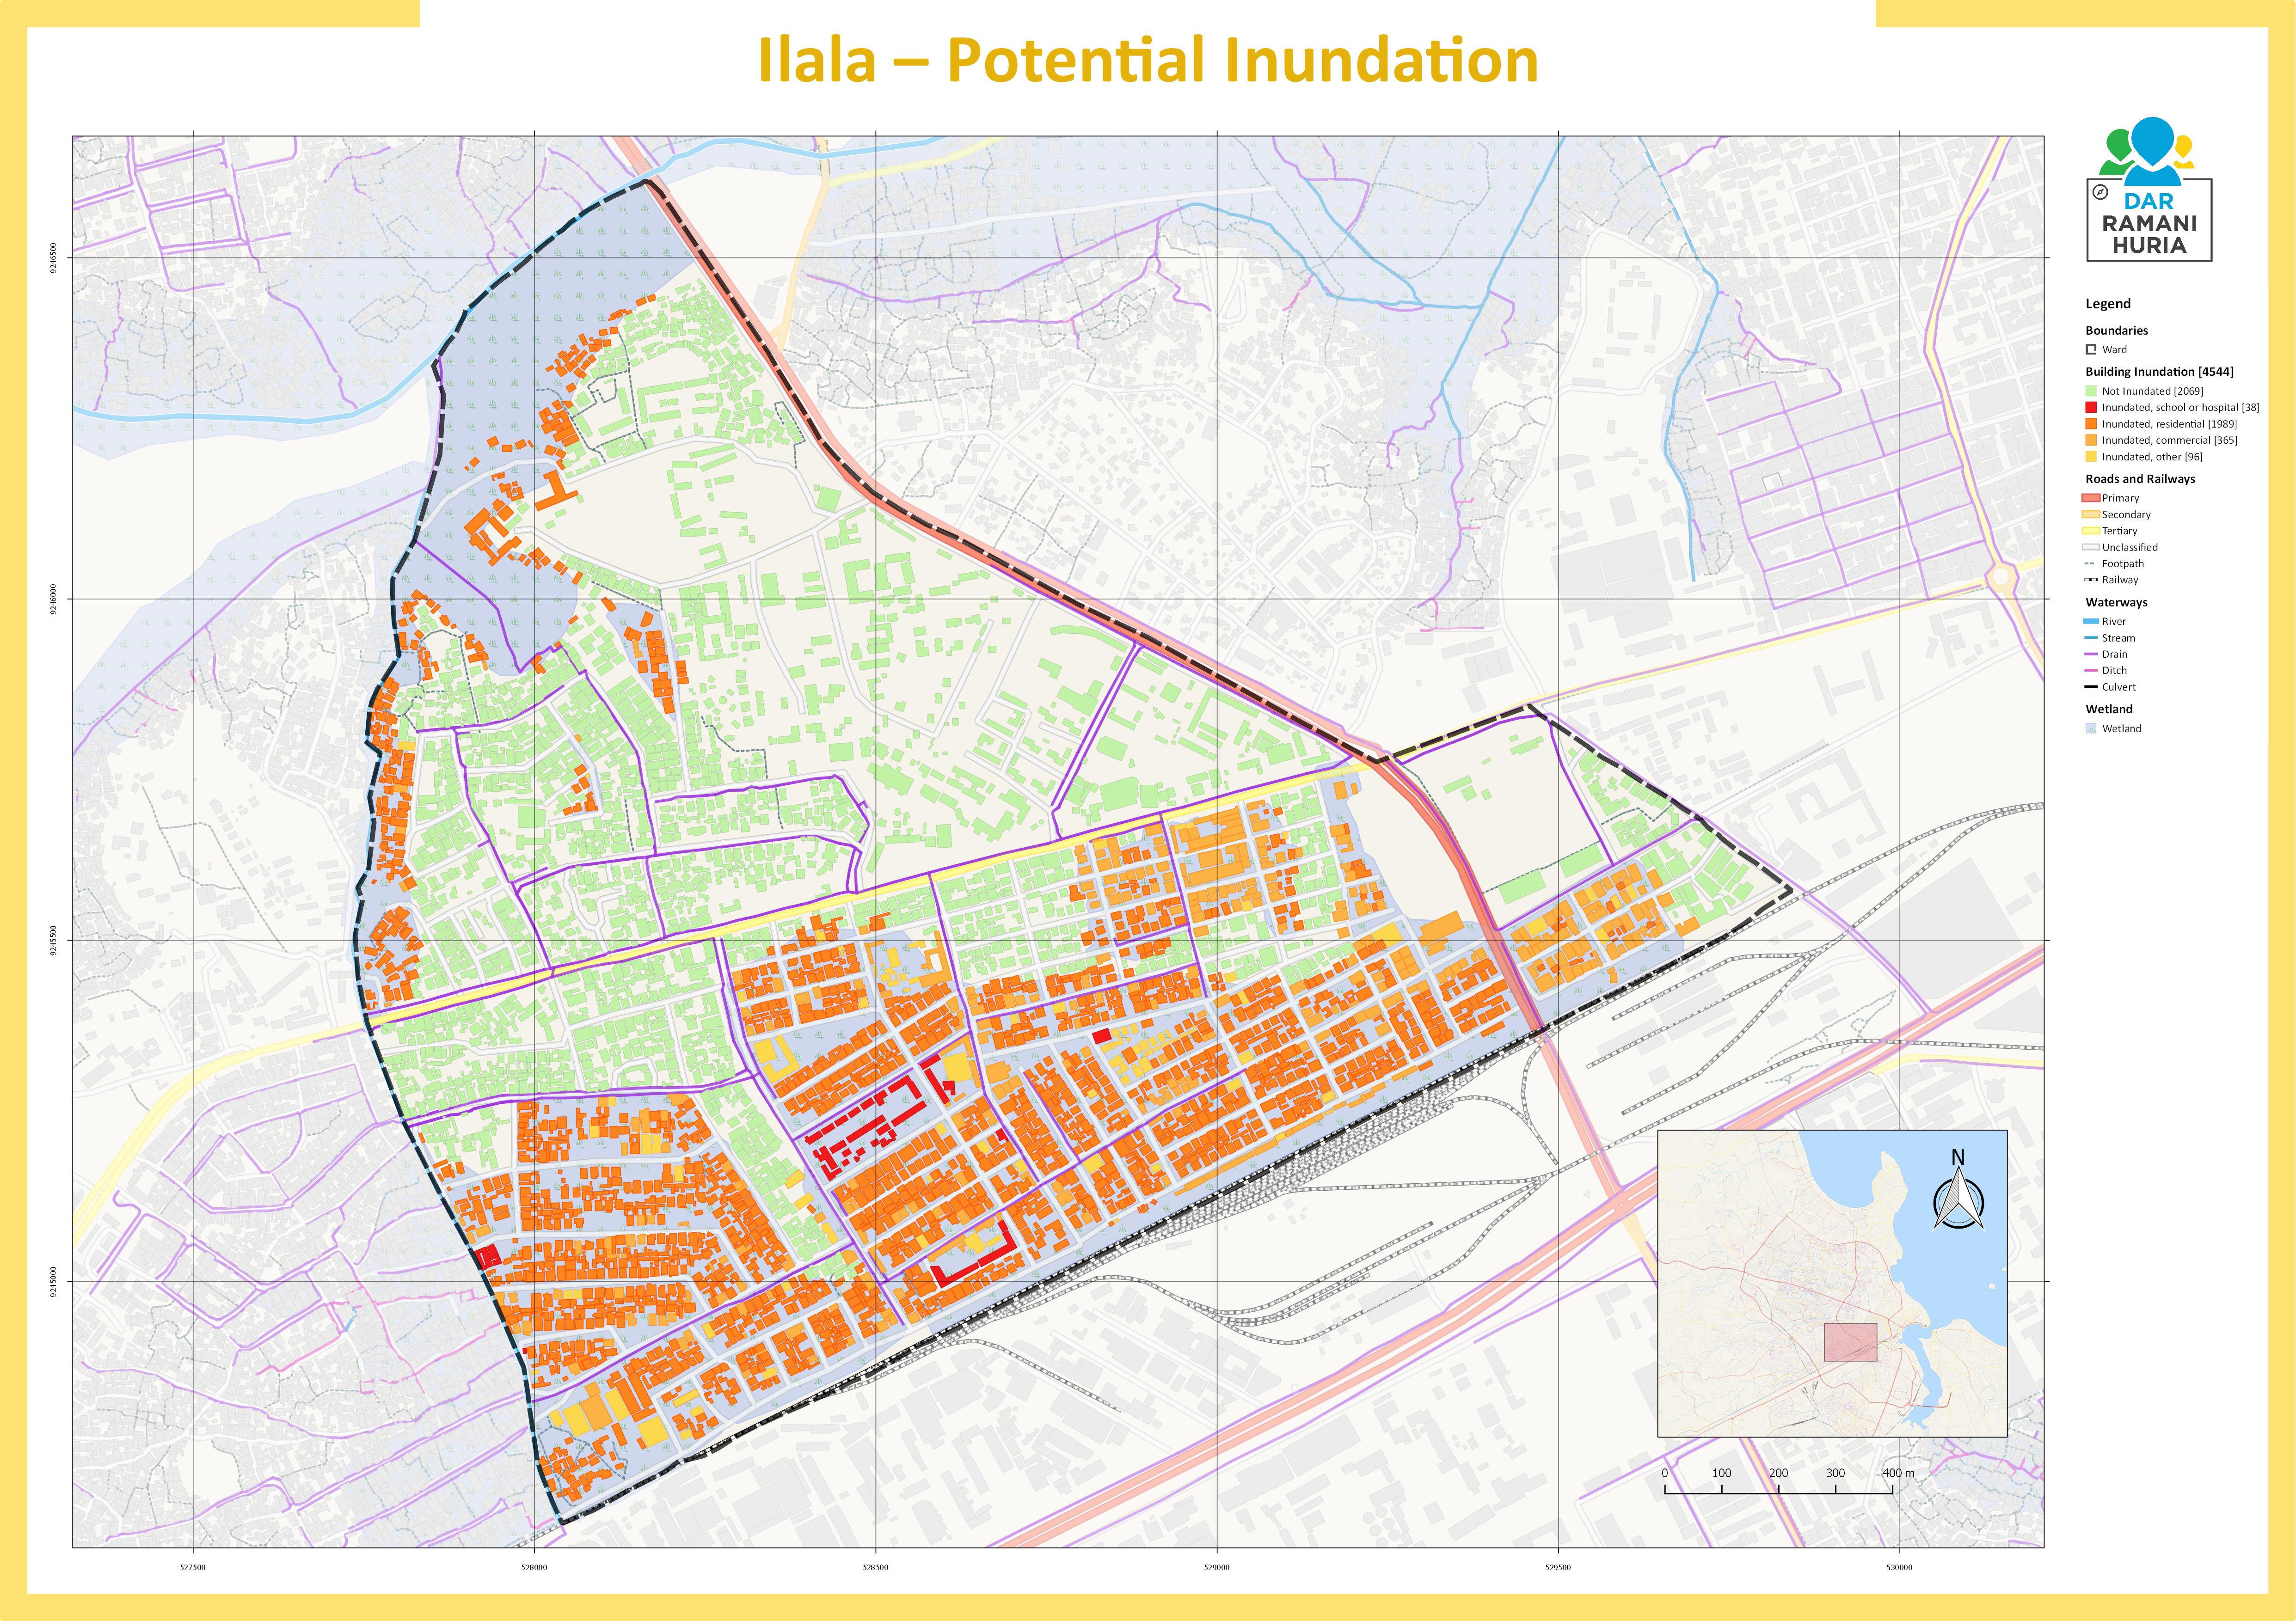 Ilala – Potential Inundation
DAR
RAMANI
HURIA
Legend
Boundaries
Ward
Building Inundation [4544]
Not Inundated [2069]
Inundated, school or hospital [38]
Inundated, residential [1989]
Inundated, commercial [365]
Inundated, other [96]
Roads and Railways
Primary
Secondary
Tertiary
Unclassified
Footpath
Railway
Waterways
River
Stream
Drain
Ditch
Culvert
Wetland
Wetland
9246500
9246000
9245500
9245000
N
0 100 200 300 400 m
527500 528000 528500 529000 529500 530000